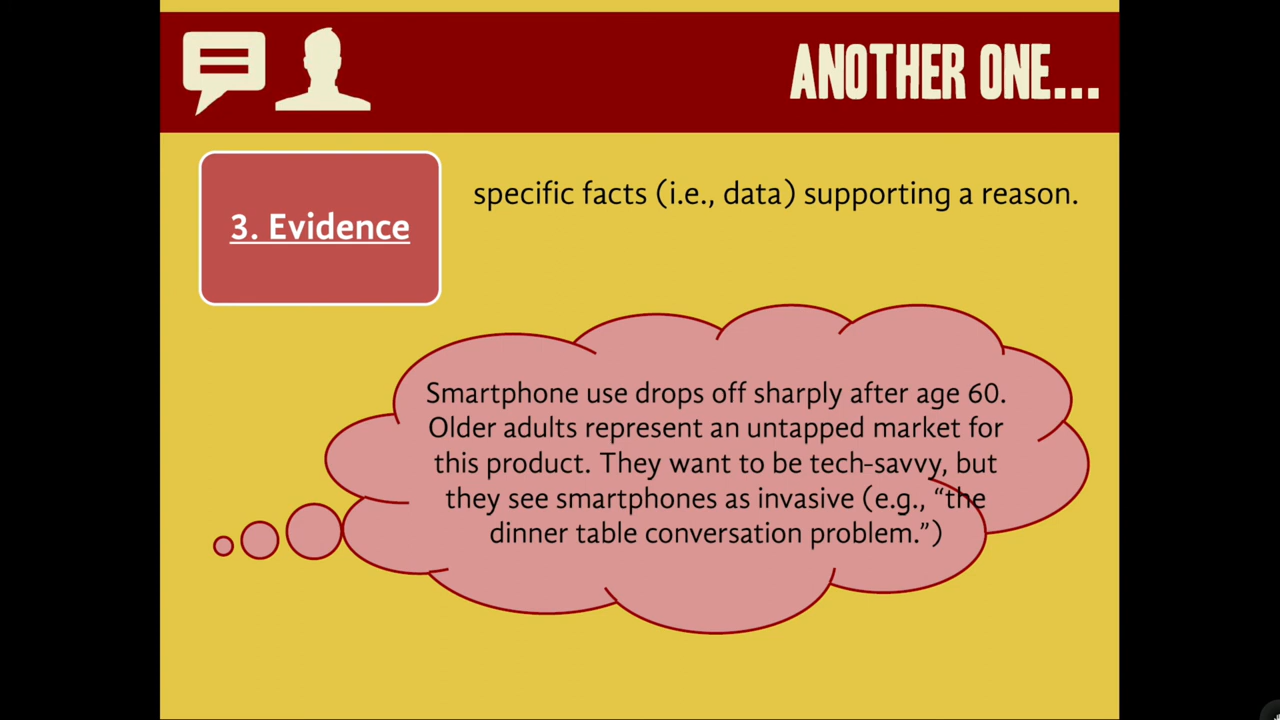 ANOTHER ONE...
3. Evidence
specific facts (i.e., data) supporting a reason.
Smartphone use drops off sharply after age 60.
Older adults represent an untapped market for
this product. They want to be tech-savvy, but
they see smartphones as invasive (e.g., “the
dinner table conversation problem.”)